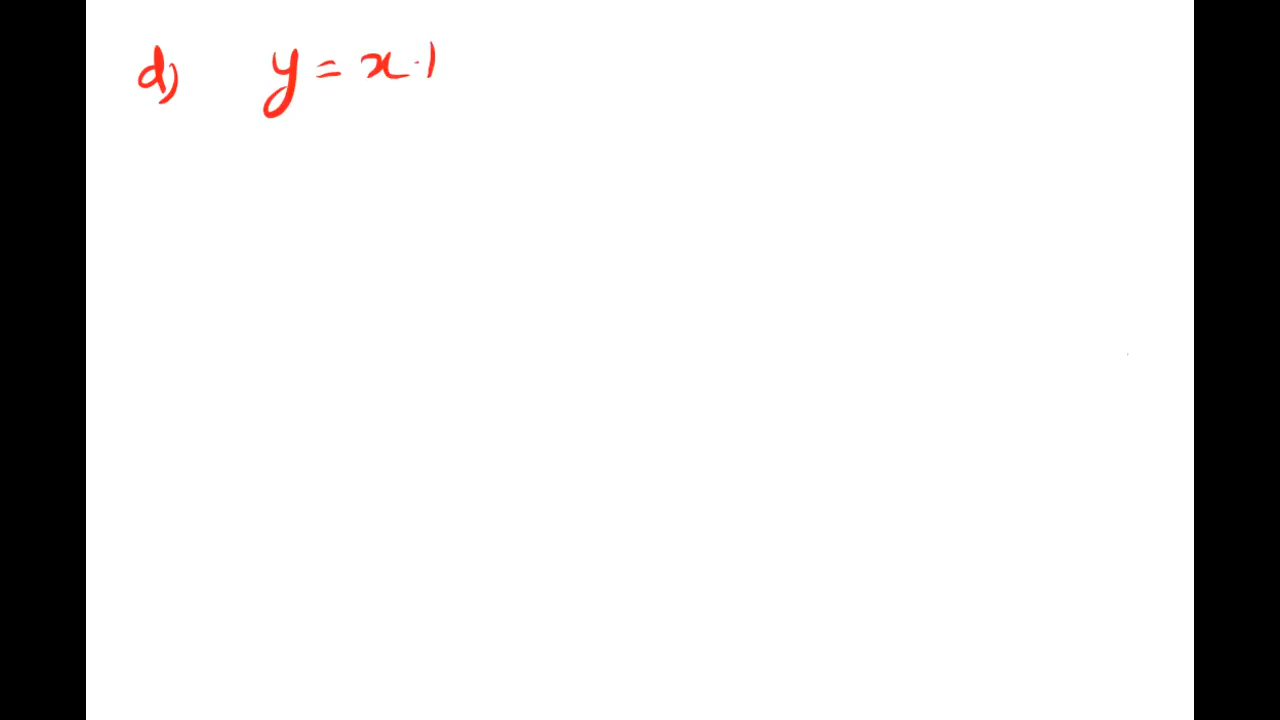 d) y = x · 1